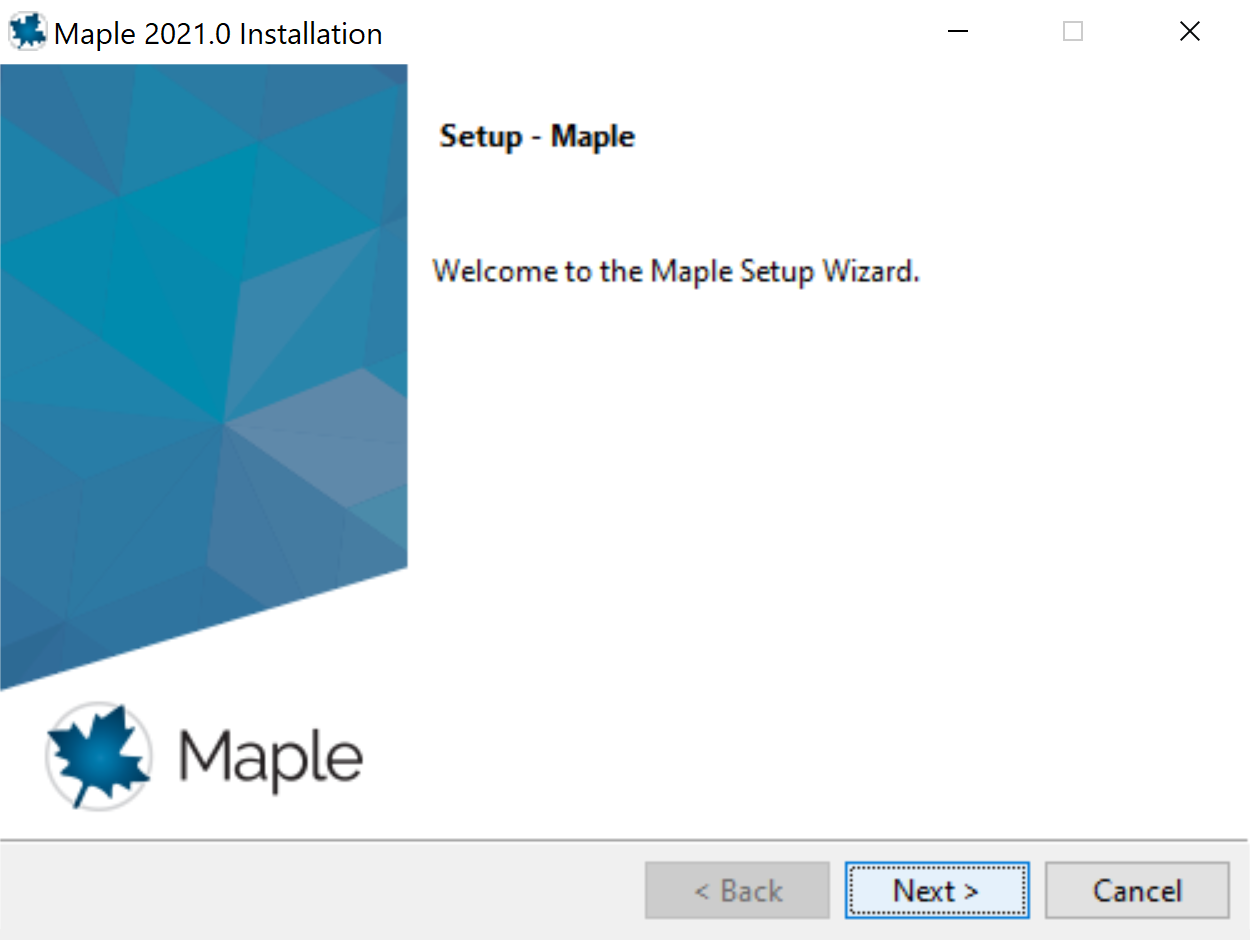 Maple 2021.0 Installation
Setup - Maple
Welcome to the Maple Setup Wizard.
Maple
< Back
Next >
Cancel